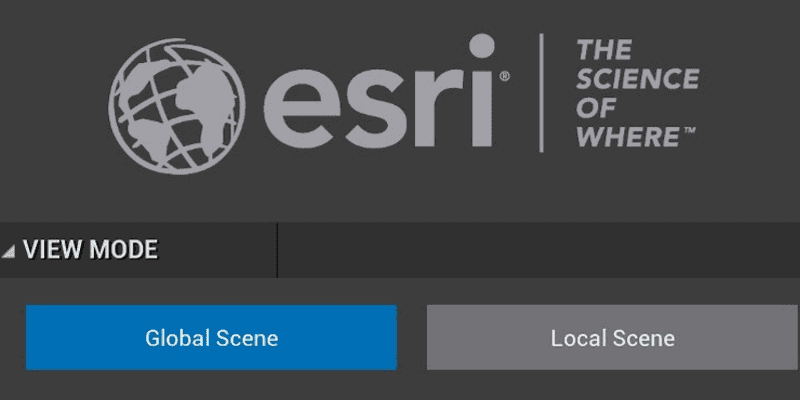 esri®
THE
SCIENCE
OF
WHERE™
VIEW MODE
Global Scene
Local Scene